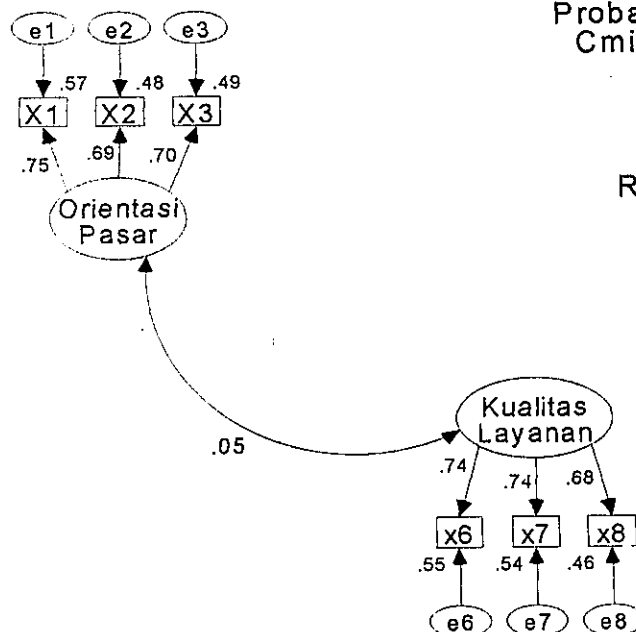 Proba
Cmi
e1 e2 e3
.57 .48 .49
X1 X2 X3
.75 .69 .70
R
Orientasi
Pasar
Kualitas
Layanan
.05
.74 .74 .68
x6 x7 x8
.55 .54 .46
e6 e7 e8